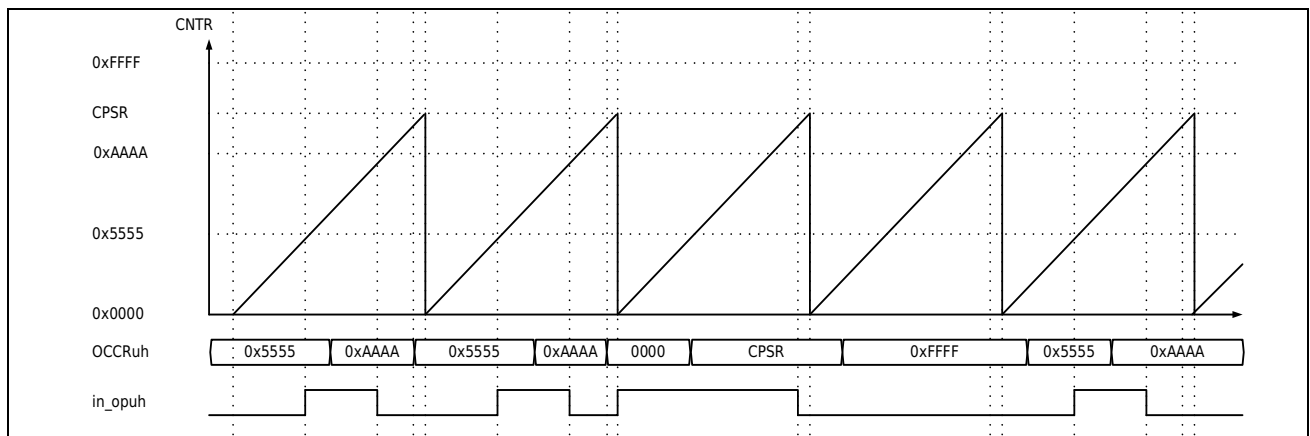 CNTR
0xFFFF
CPSR
0xAAAA
0x5555
0x0000
OCCRuh 0x5555 0xAAAA 0x5555 0xAAAA 0000 CPSR 0xFFFF 0x5555 0xAAAA
in_opuh